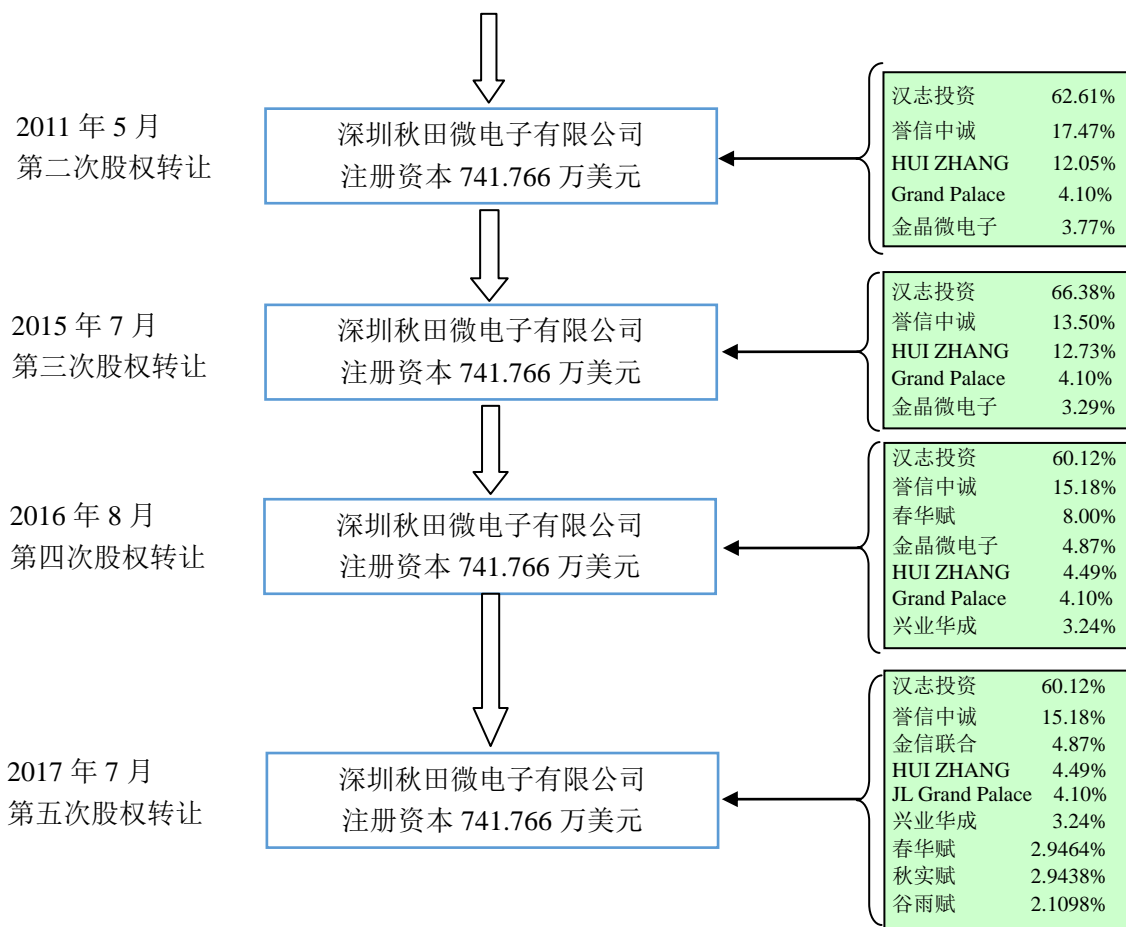 2011 年 5 月
第二次股权转让
深圳秋田微电子有限公司
注册资本 741.766 万美元
汉志投资 62.61%
誉信中诚 17.47%
HUI ZHANG 12.05%
Grand Palace 4.10%
金晶微电子 3.77%
2015 年 7 月
第三次股权转让
深圳秋田微电子有限公司
注册资本 741.766 万美元
汉志投资 66.38%
誉信中诚 13.50%
HUI ZHANG 12.73%
Grand Palace 4.10%
金晶微电子 3.29%
2016 年 8 月
第四次股权转让
深圳秋田微电子有限公司
注册资本 741.766 万美元
汉志投资 60.12%
誉信中诚 15.18%
春华赋 8.00%
金晶微电子 4.87%
HUI ZHANG 4.49%
Grand Palace 4.10%
兴业华成 3.24%
2017 年 7 月
第五次股权转让
深圳秋田微电子有限公司
注册资本 741.766 万美元
汉志投资 60.12%
誉信中诚 15.18%
金信联合 4.87%
HUI ZHANG 4.49%
JL Grand Palace 4.10%
兴业华成 3.24%
春华赋 2.9464%
秋实赋 2.9438%
谷雨赋 2.1098%